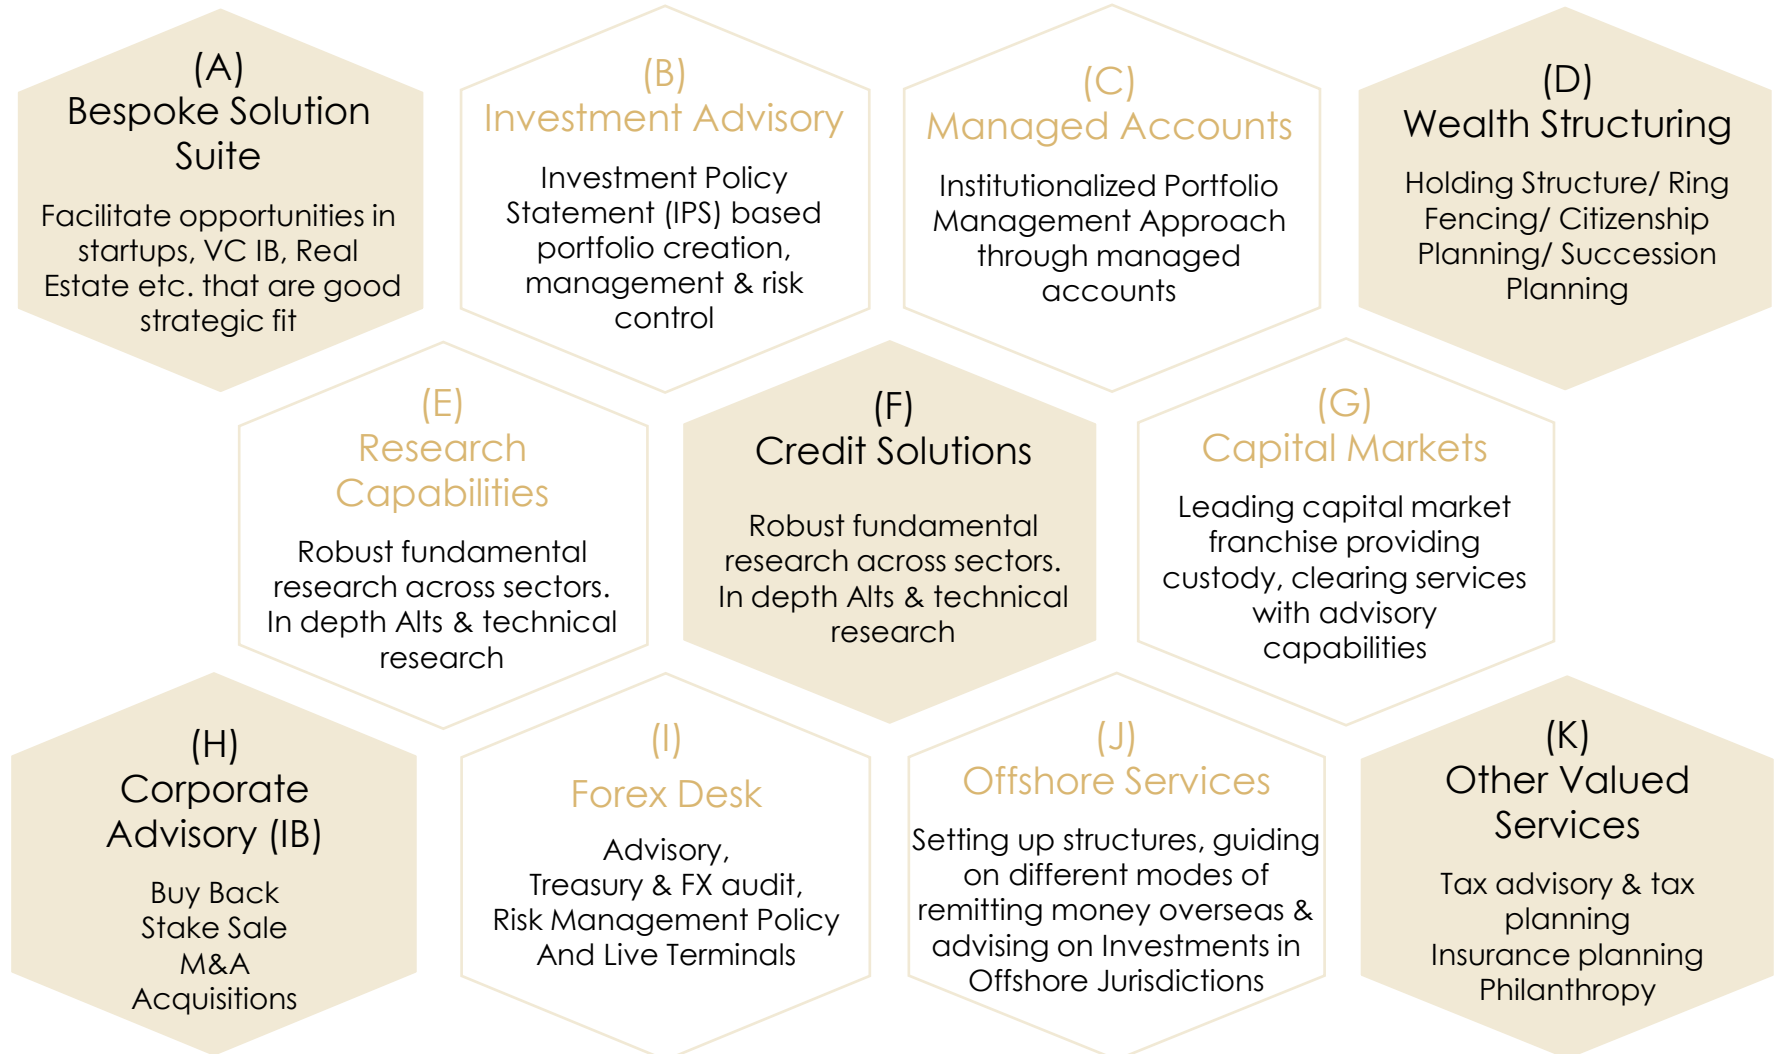 (A)
Bespoke Solution
Suite
Facilitate opportunities in
startups, VC IB, Real
Estate etc. that are good
strategic fit
(B)
Investment Advisory
Investment Policy
Statement (IPS) based
portfolio creation,
management & risk
control
(C)
Managed Accounts
Institutionalized Portfolio
Management Approach
through managed
accounts
(D)
Wealth Structuring
Holding Structure/ Ring
Fencing/ Citizenship
Planning/ Succession
Planning
(E)
Research
Capabilities
Robust fundamental
research across sectors.
In depth Alts & technical
research
(F)
Credit Solutions
Robust fundamental
research across sectors.
In depth Alts & technical
research
(G)
Capital Markets
Leading capital market
franchise providing
custody, clearing services
with advisory
capabilities
(H)
Corporate
Advisory (IB)
Buy Back
Stake Sale
M&A
Acquisitions
(I)
Forex Desk
Advisory,
Treasury & FX audit,
Risk Management Policy
And Live Terminals
(J)
Offshore Services
Setting up structures, guiding
on different modes of
remitting money overseas &
advising on Investments in
Offshore Jurisdictions
(K)
Other Valued
Services
Tax advisory & tax
planning
Insurance planning
Philanthropy